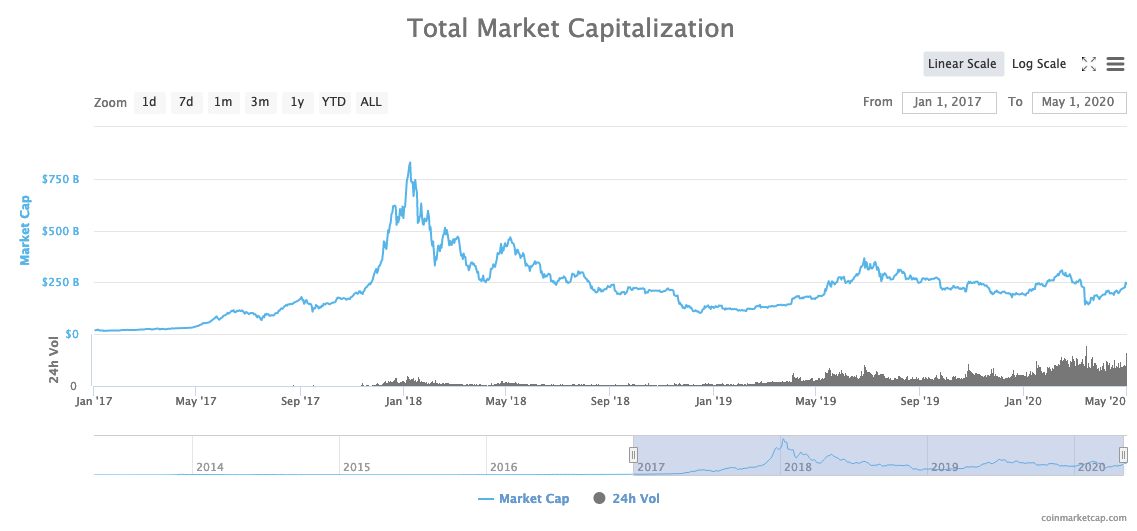 Total Market Capitalization
Linear Scale Log Scale
Zoom 1d 7d 1m 3m 1y YTD ALL From Jan 1, 2017 To May 1, 2020
Market Cap
$750 B
$500 B
$250 B
$0
24h Vol
0
Jan '17 May '17 Sep '17 Jan '18 May '18 Sep '18 Jan '19 May '19 Sep '19 Jan '20 May '20
2014 2015 2016 2017 2018 2019 2020
Market Cap 24h Vol
coinmarketcap.com